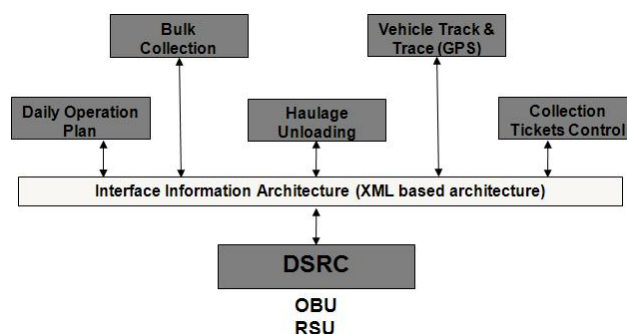 Bulk
Collection
Vehicle Track &
Trace (GPS)
Daily Operation
Plan
Haulage
Unloading
Collection
Tickets Control
Interface Information Architecture (XML based architecture)
DSRC
OBU
RSU